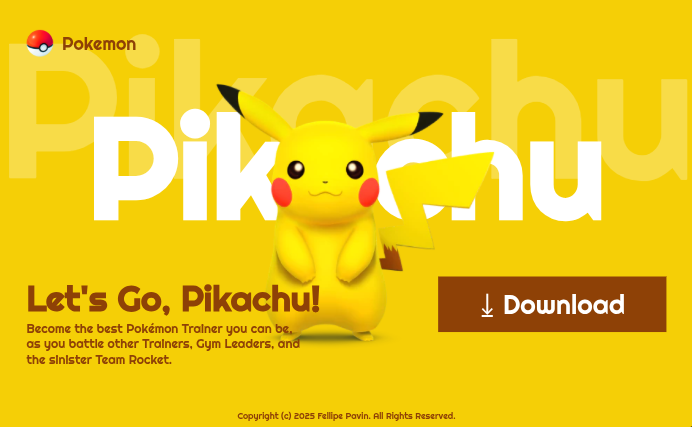 Pokemon
Pikachu
Pikachu
Let's Go, Pikachu!
Become the best Pokémon Trainer you can be,
as you battle other Trainers, Gym Leaders, and
the sinister Team Rocket.
Download
Copyright (c) 2025 Fellipe Pavin. All Rights Reserved.